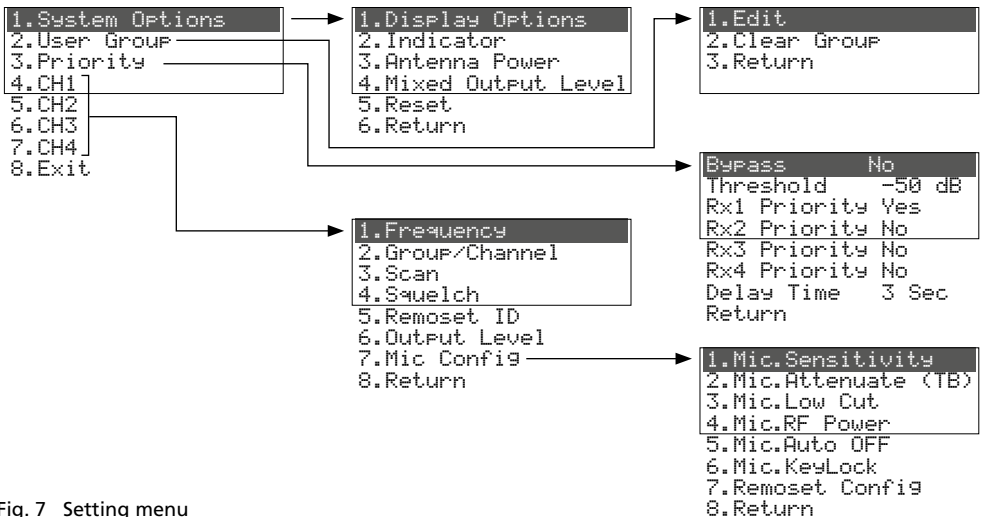 1.System Options
2.User Group
3.Priority
4.CH1
5.CH2
6.CH3
7.CH4
8.Exit
1.Display Options
2.Indicator
3.Antenna Power
4.Mixed Output Level
5.Reset
6.Return
1.Edit
2.Clear Group
3.Return
Bypass No
Threshold -50 dB
Rx1 Priority Yes
Rx2 Priority No
Rx3 Priority No
Rx4 Priority No
Delay Time 3 Sec
Return
1.Frequency
2.Group/Channel
3.Scan
4.Squelch
5.Remoset ID
6.Output Level
7.Mic Config
8.Return
1.Mic.Sensitivity
2.Mic.Attenuate (TB)
3.Mic.Low Cut
4.Mic.RF Power
5.Mic.Auto OFF
6.Mic.KeyLock
7.Remoset Config
8.Return
Fig. 7 Setting menu